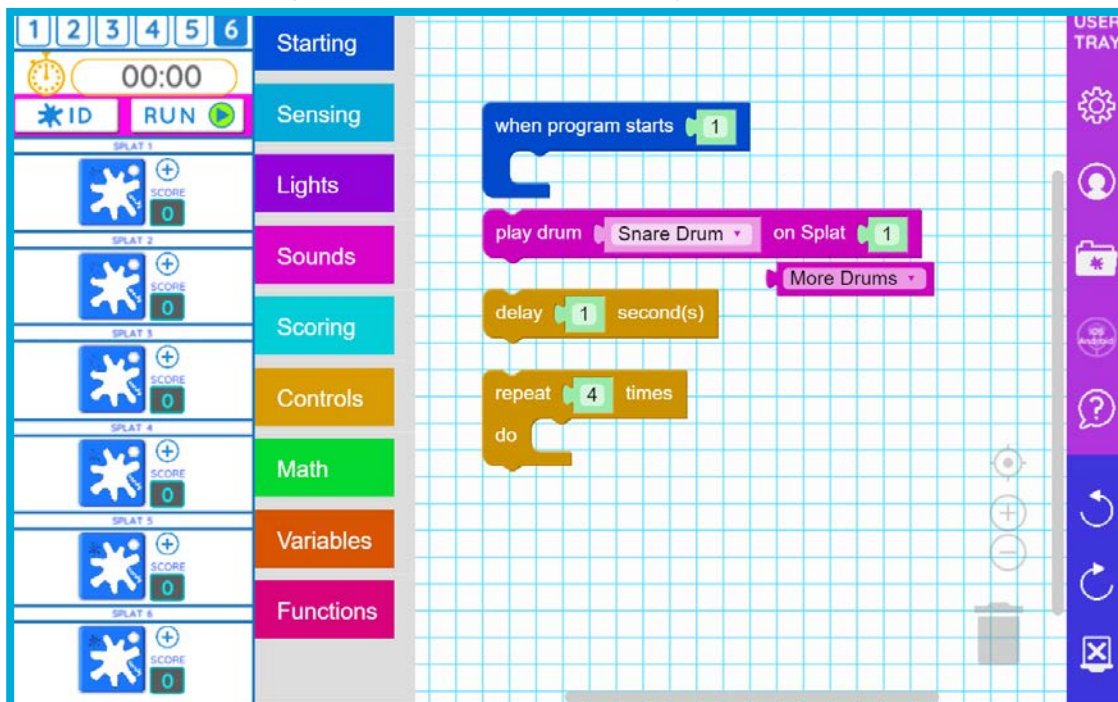 1 2 3 4 5 6
00:00
ID RUN
SPLAT 1
SCORE
0
SPLAT 2
SCORE
0
SPLAT 3
SCORE
0
SPLAT 4
SCORE
0
SPLAT 5
SCORE
0
SPLAT 6
SCORE
0
Starting
Sensing
Lights
Sounds
Scoring
Controls
Math
Variables
Functions
when program starts 1
play drum Snare Drum on Splat 1
More Drums
delay 1 second(s)
repeat 4 times
do
USER
TRAY
iOS
Android